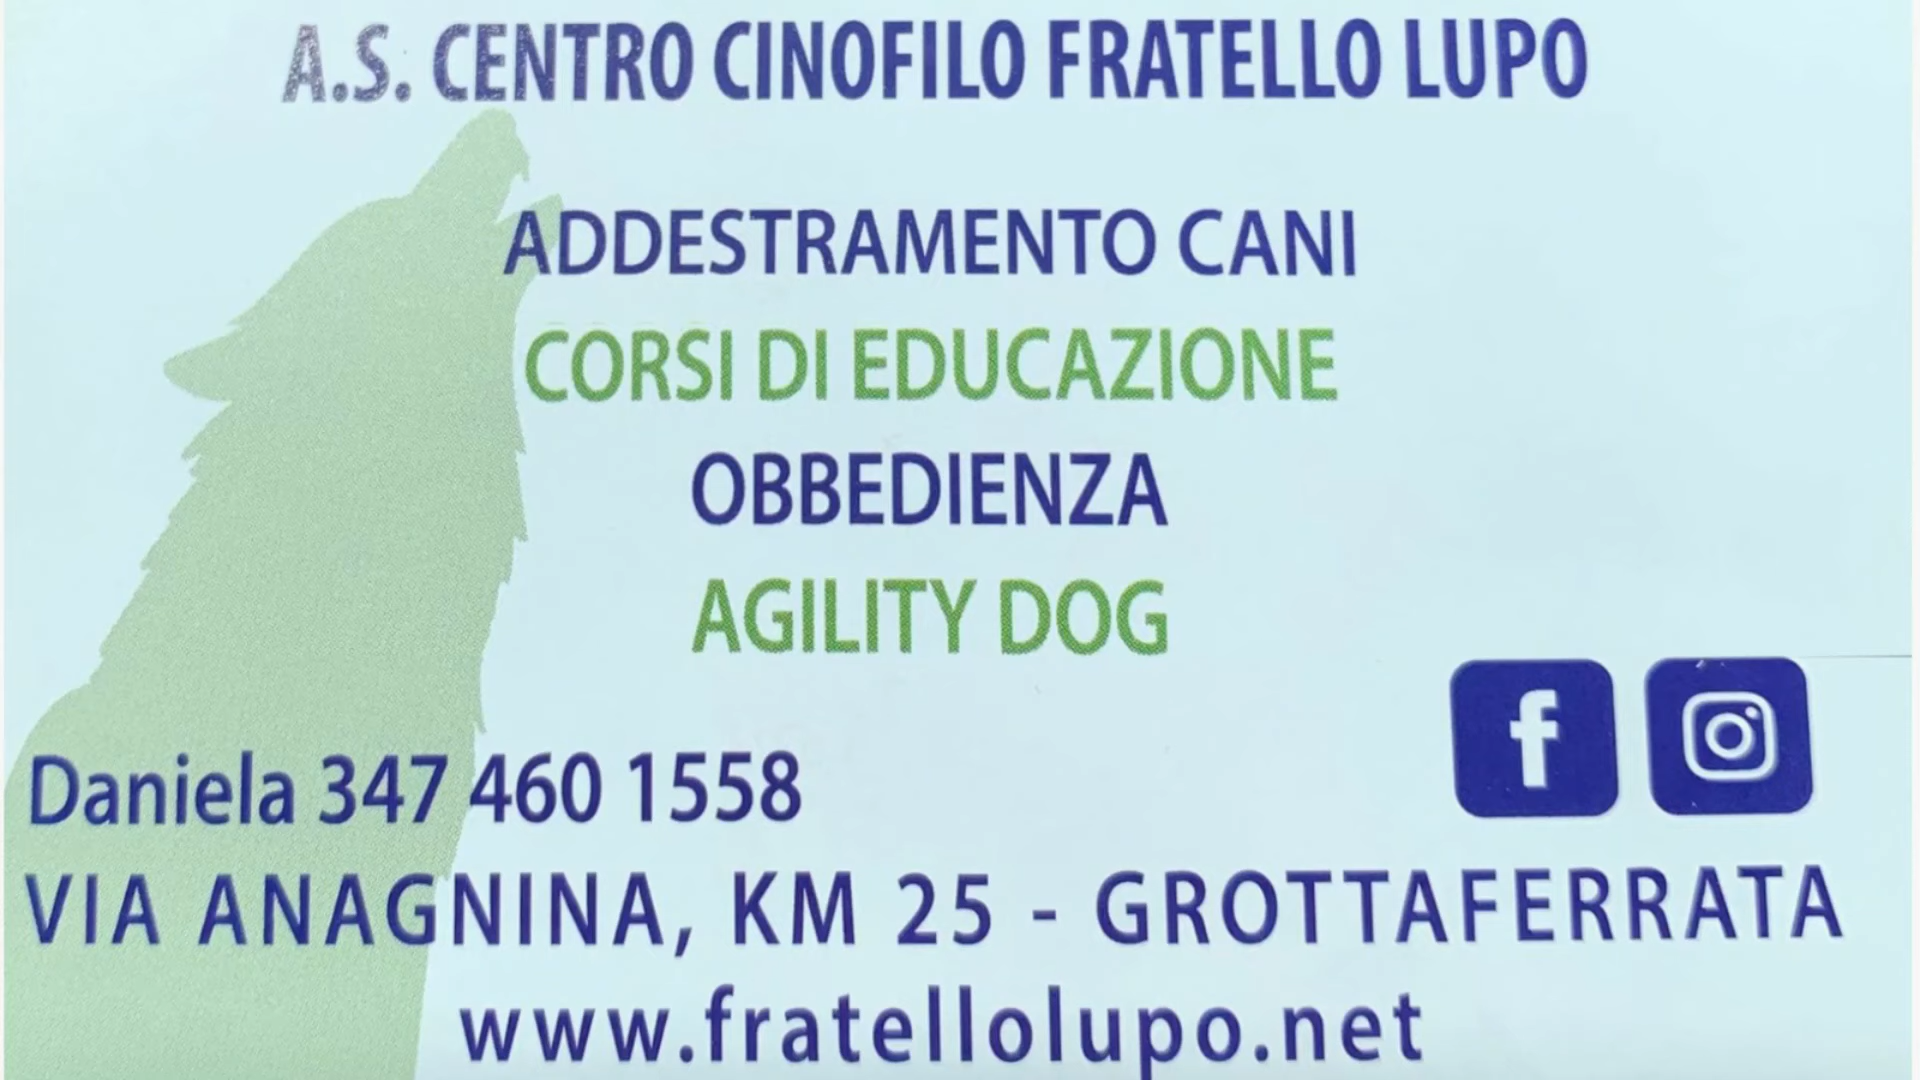 A.S. CENTRO CINOFILO FRATELLO LUPO
ADDESTRAMENTO CANI
CORSI DI EDUCAZIONE
OBBEDIENZA
AGILITY DOG
Daniela 347 460 1558
VIA ANAGNINA, KM 25 - GROTTAFERRATA
www.fratellolupo.net